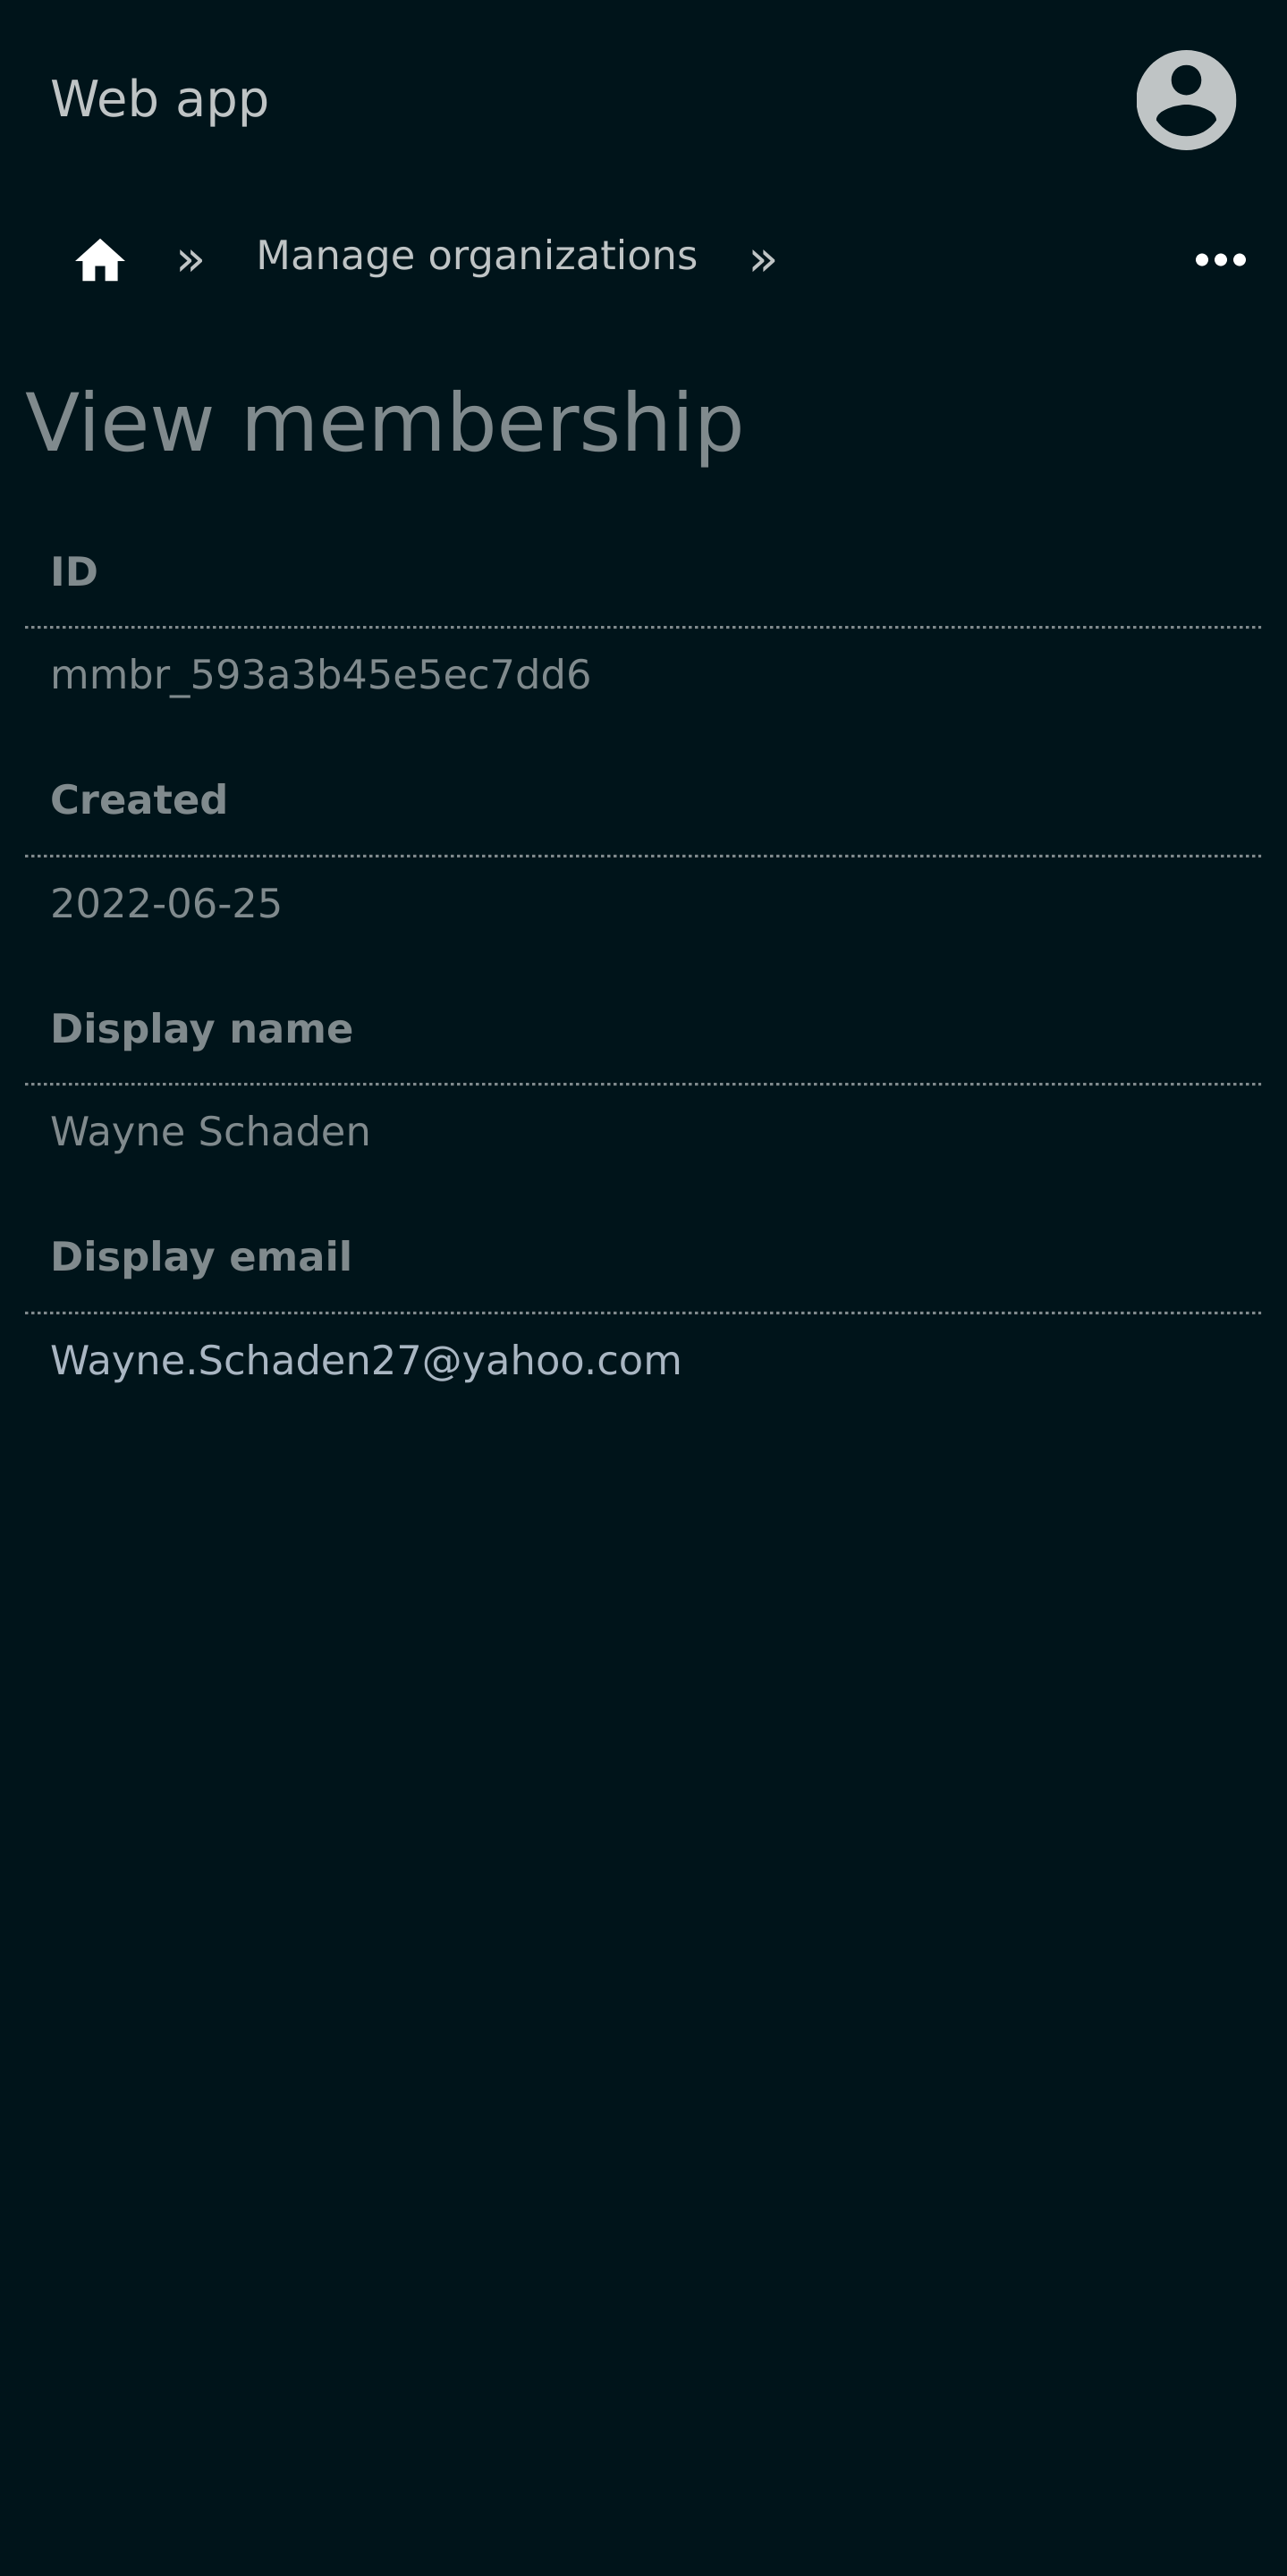 Web app
» Manage organizations »
View membership
ID
mmbr_593a3b45e5ec7dd6
Created
2022-06-25
Display name
Wayne Schaden
Display email
Wayne.Schaden27@yahoo.com